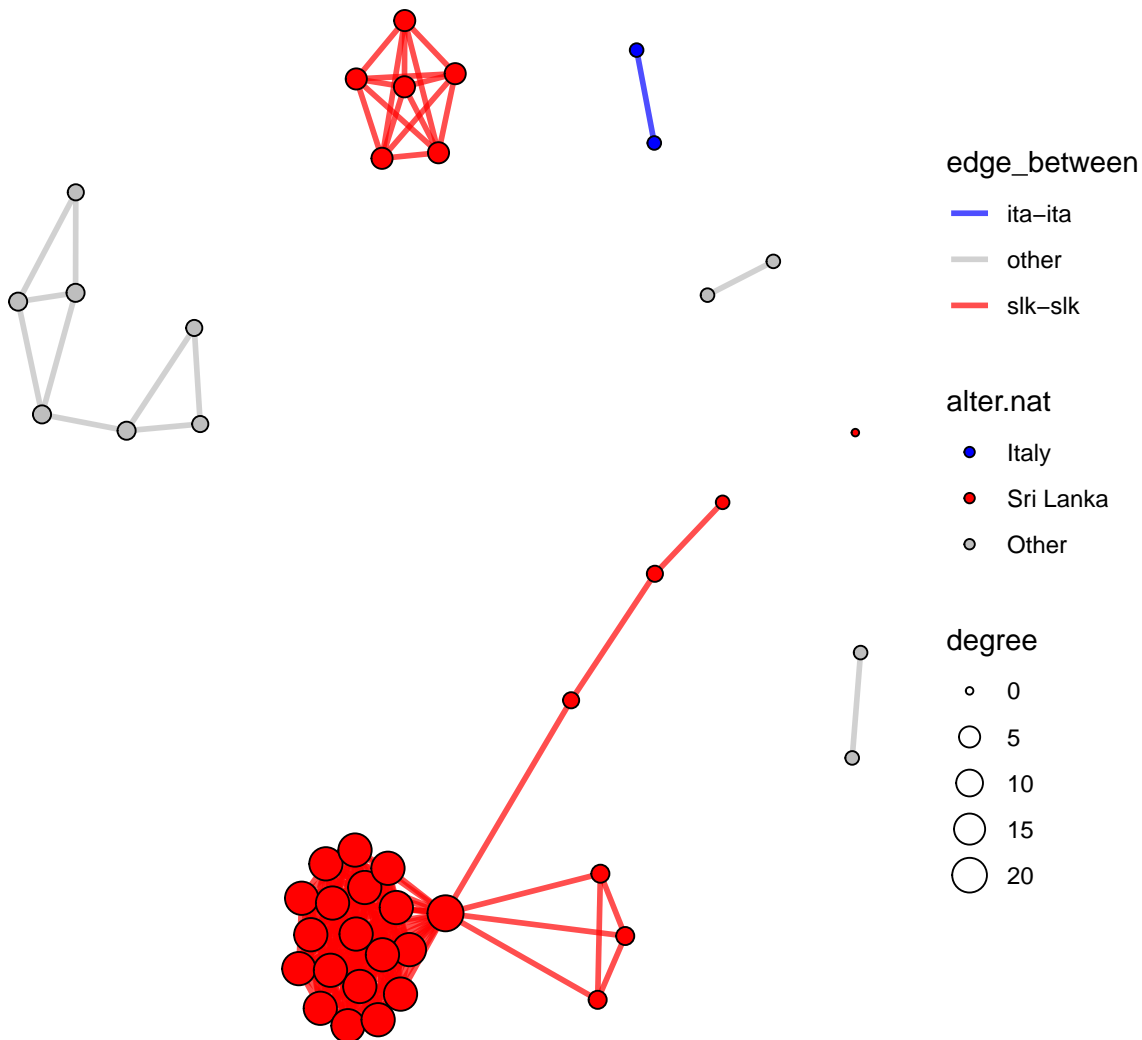 edge_between
ita−ita
other
slk−slk
alter.nat
Italy
Sri Lanka
Other
degree
0
5
10
15
20